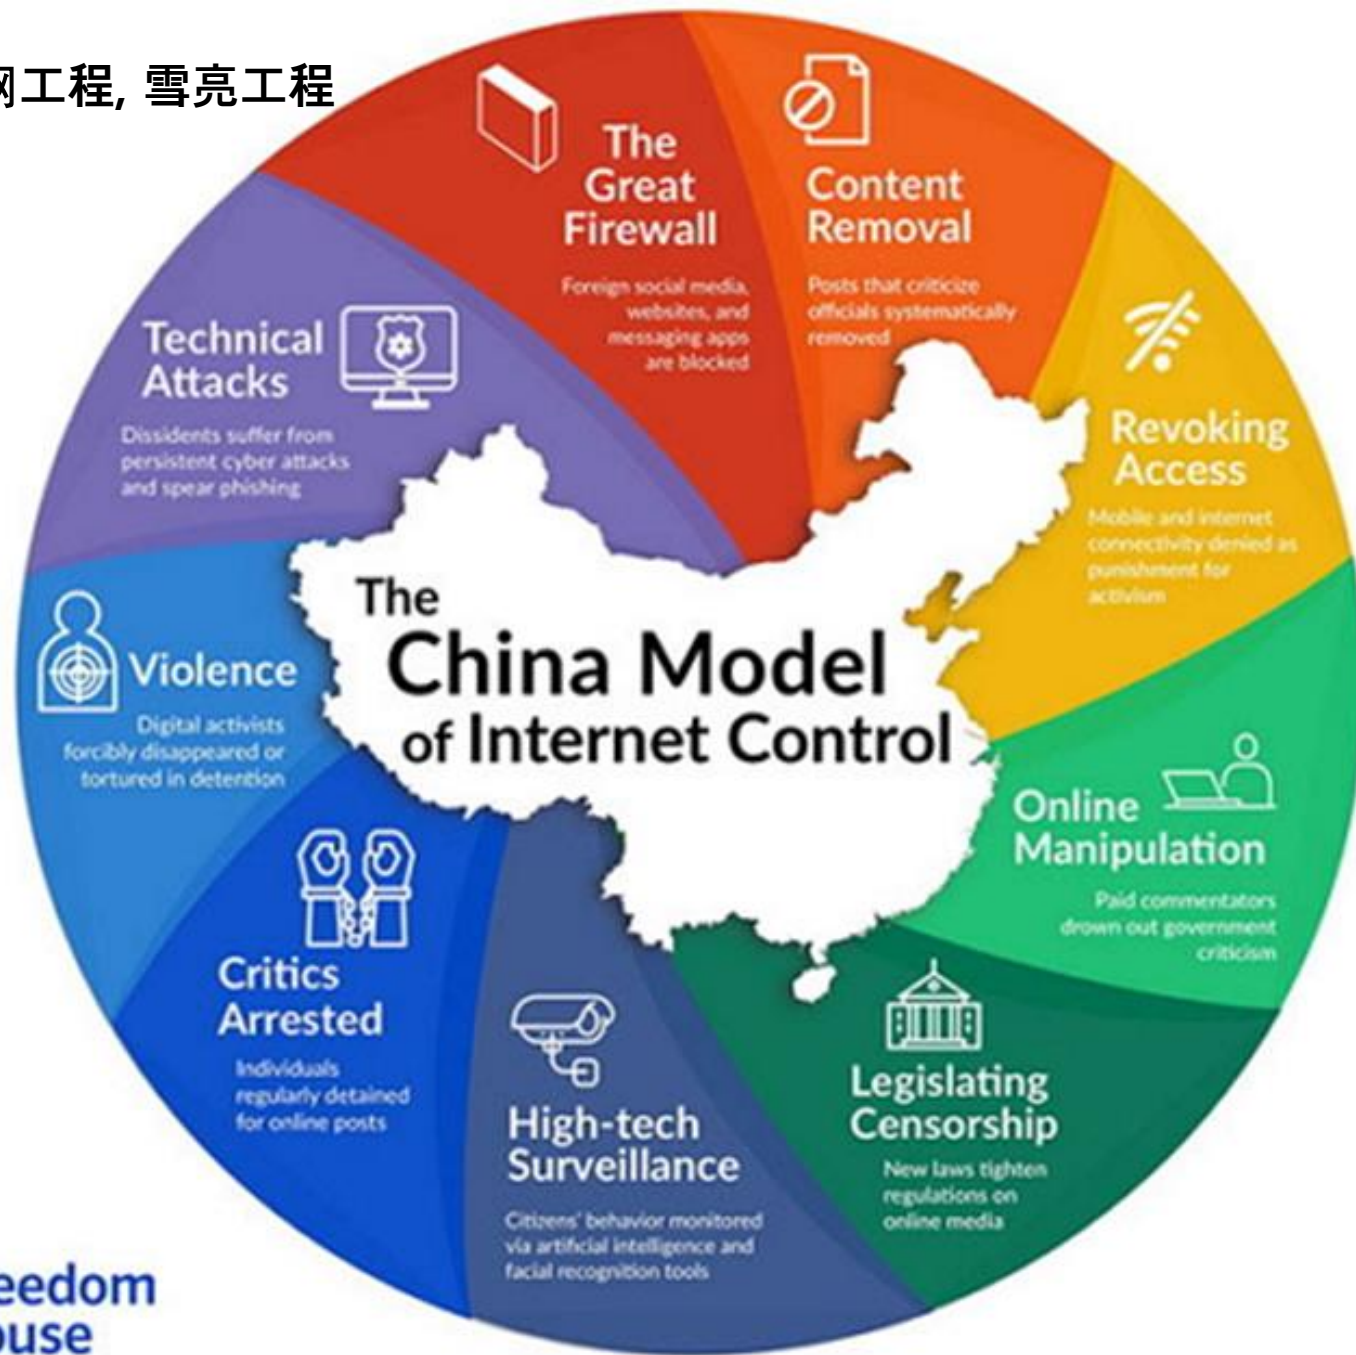 网工程, 雪亮工程
The
Great
Firewall
Foreign social media,
websites, and
messaging apps
are blocked
Content
Removal
Posts that criticize
officials systematically
removed
Revoking
Access
Mobile and internet
connectivity denied as
punishment for
activism
Online
Manipulation
Paid commentators
drown out government
criticism
Legislating
Censorship
New laws tighten
regulations on
online media
High-tech
Surveillance
Citizens' behavior monitored
via artificial intelligence and
facial recognition tools
Critics
Arrested
Individuals
regularly detained
for online posts
Violence
Digital activists
forcibly disappeared or
tortured in detention
Technical
Attacks
Dissidents suffer from
persistent cyber attacks
and spear phishing
The
China Model
of Internet Control
eedom
ouse